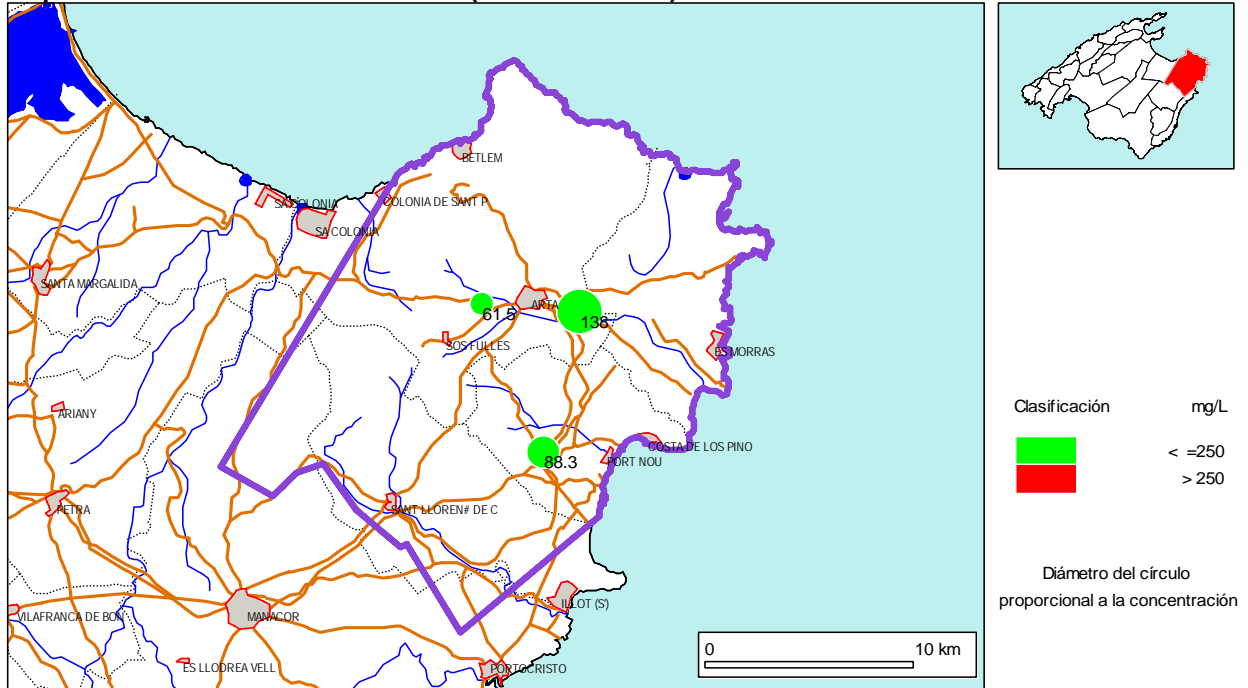 BETLEM
COLONIA DE SANT P
SA COLONIA
SA COLONIA
SANTA MARGALIDA
ARTA
61.5
138
SOS FULLES
ES MORRAS
ARIANY
COSTA DE LOS PINO
PORT NOU
88.3
PETRA
SANT LLOREN# DE C
ILLOT (S')
VILAFRANCA DE BON
MANACOR
ES LLODREA VELL
PORTOCRISTO
0 10 km
Clasificación mg/L
< =250
> 250
Diámetro del círculo
proporcional a la concentración